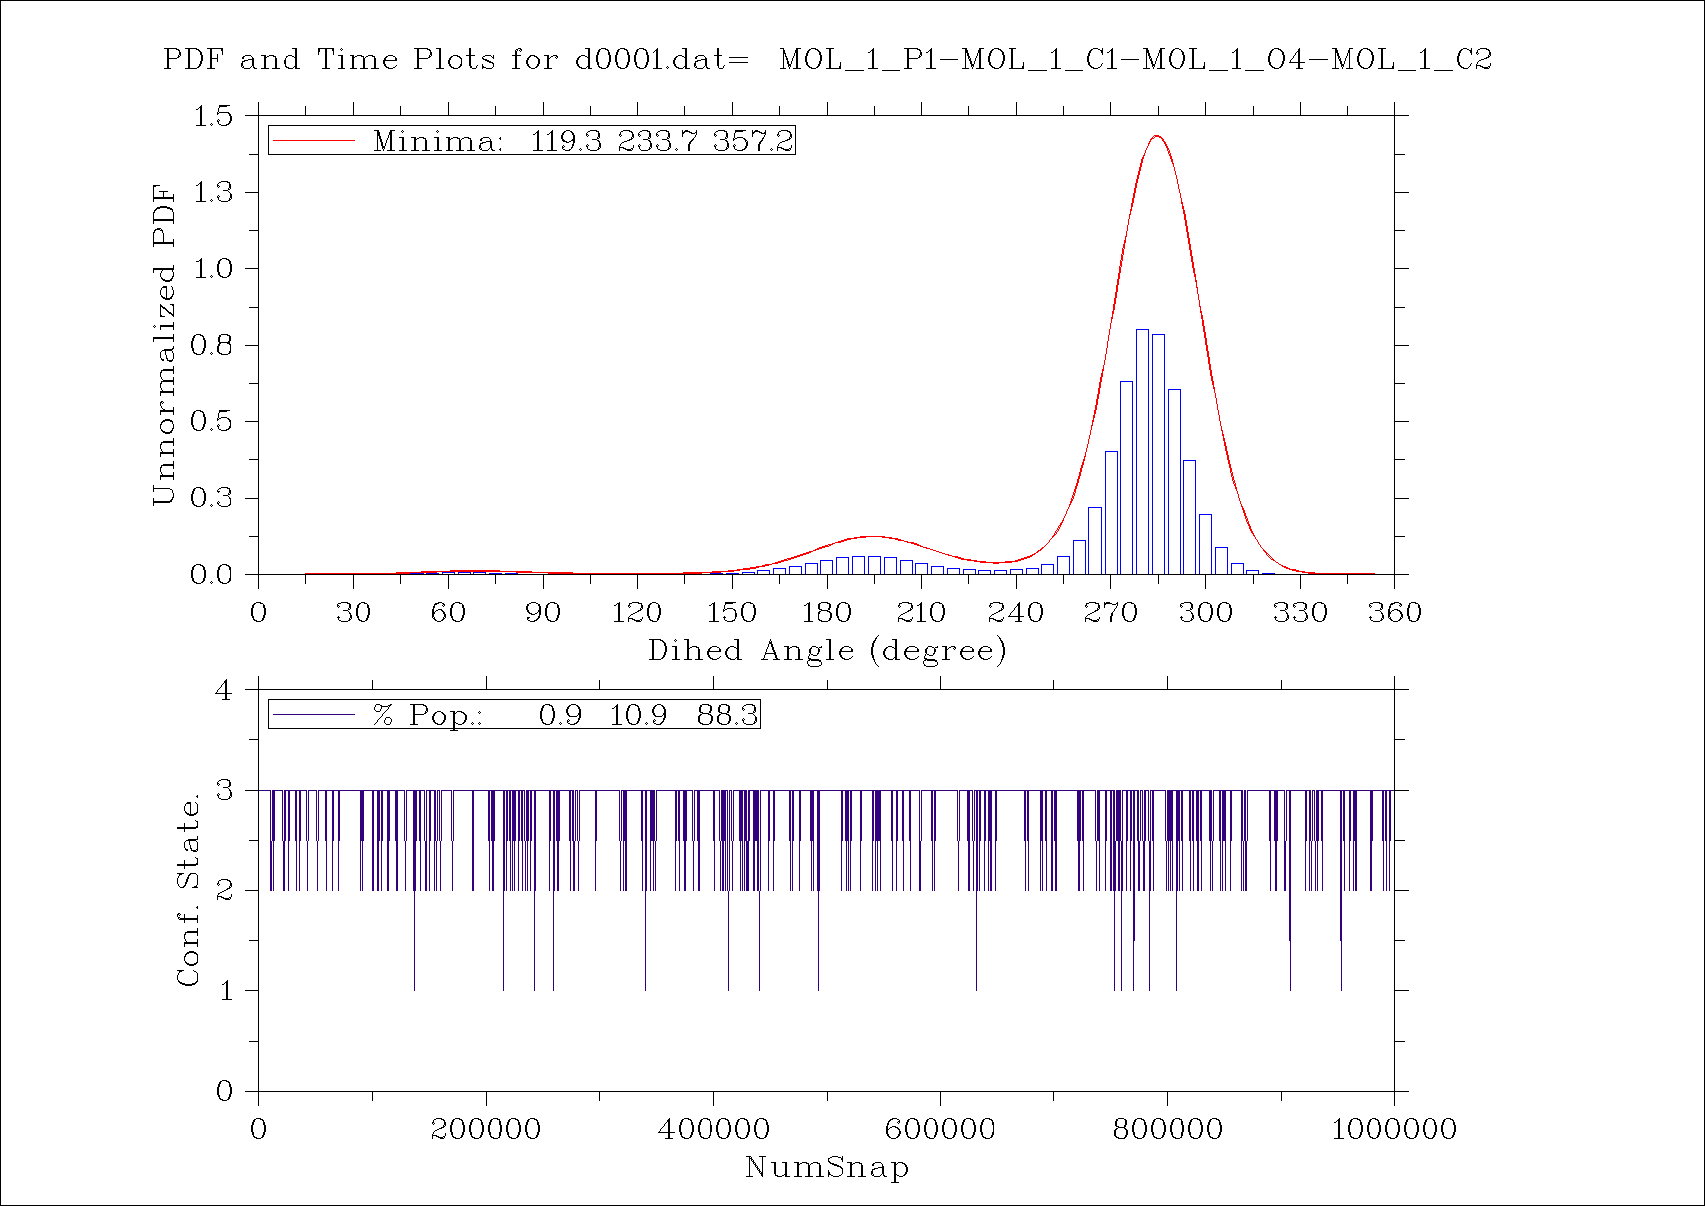 PDF and Time Plots for d0001.dat= MOL_1_P1-MOL_1_C1-MOL_1_O4-MOL_1_C2
1.5
Minima: 119.3 233.7 357.2
1.3
1.0
0.8
0.5
0.3
0.0
Unnormalized PDF
0 30 60 90 120 150 180 210 240 270 300 330 360
Dihed Angle (degree)
4
% Pop.: 0.9 10.9 88.3
3
2
1
0
Conf. State.
0 200000 400000 600000 800000 1000000
NumSnap